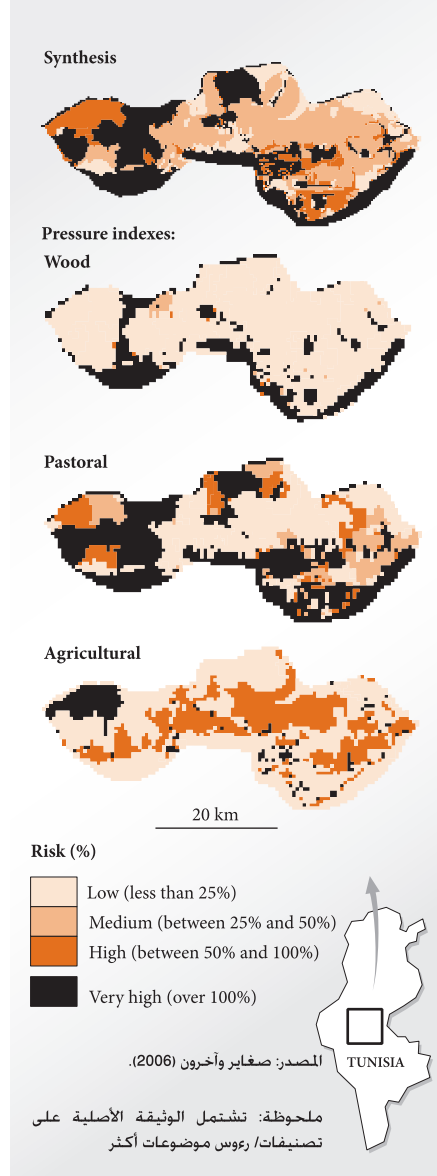 Synthesis
Pressure indexes:
Wood
Pastoral
Agricultural
20 km
Risk (%)
Low (less than 25%)
Medium (between 25% and 50%)
High (between 50% and 100%)
Very high (over 100%)
TUNISIA
المصدر: صغاير وآخرون (2006).
ملحوظة: تشتمل الوثيقة الأصلية على
تصنيفات/ رءوس موضوعات أكثر